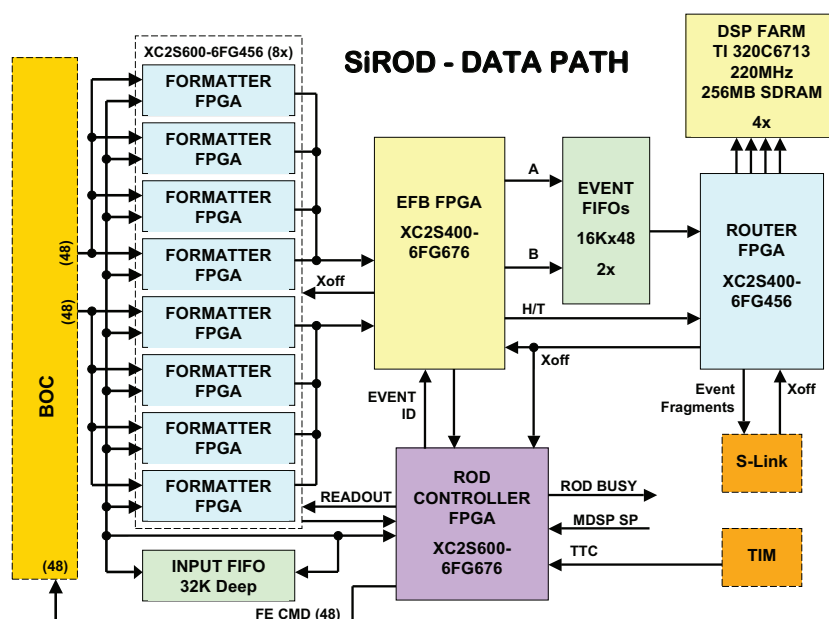 XC2S600-6FG456 (8x)
SiROD - DATA PATH
DSP FARM
TI 320C6713
220MHz
256MB SDRAM
4x
FORMATTER
FPGA
FORMATTER
FPGA
FORMATTER
FPGA
FORMATTER
FPGA
FORMATTER
FPGA
FORMATTER
FPGA
FORMATTER
FPGA
FORMATTER
FPGA
BOC
(48)
(48)
(48)
EFB FPGA
XC2S400-
6FG676
A
B
H/T
Xoff
Xoff
EVENT
FIFOs
16Kx48
2x
ROUTER
FPGA
XC2S400-
6FG456
Event
Fragments
Xoff
S-Link
EVENT
ID
READOUT
ROD
CONTROLLER
FPGA
XC2S600-
6FG676
ROD BUSY
MDSP SP
TTC
TIM
INPUT FIFO
32K Deep
FE CMD (48)